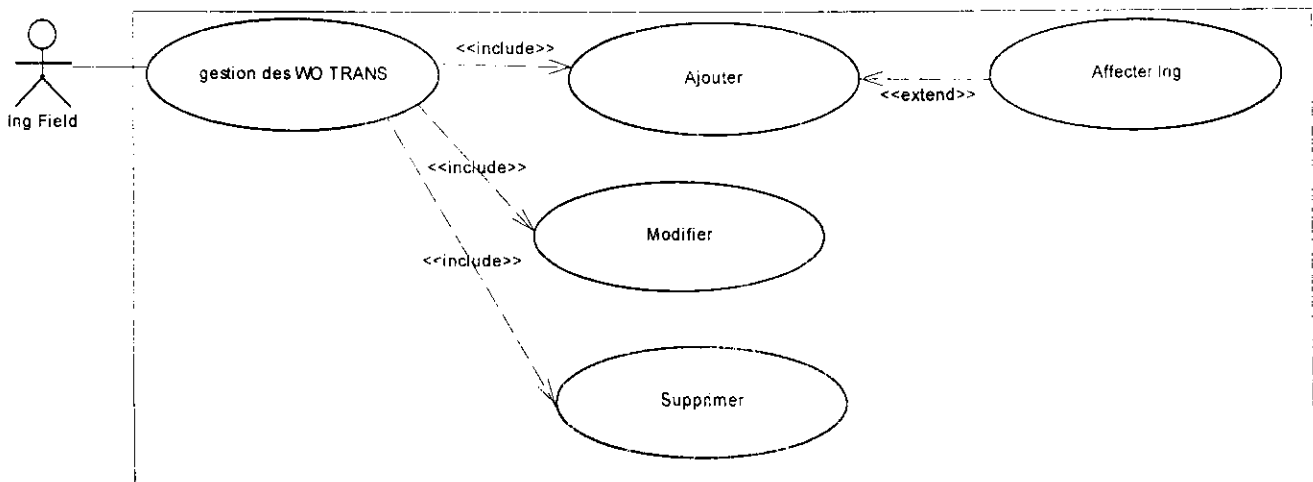 gestion des WO TRANS
<<include>>
Ajouter
<<extend>>
Affecter Ing
Ing Field
<<include>>
Modifier
<<include>>
Supprimer